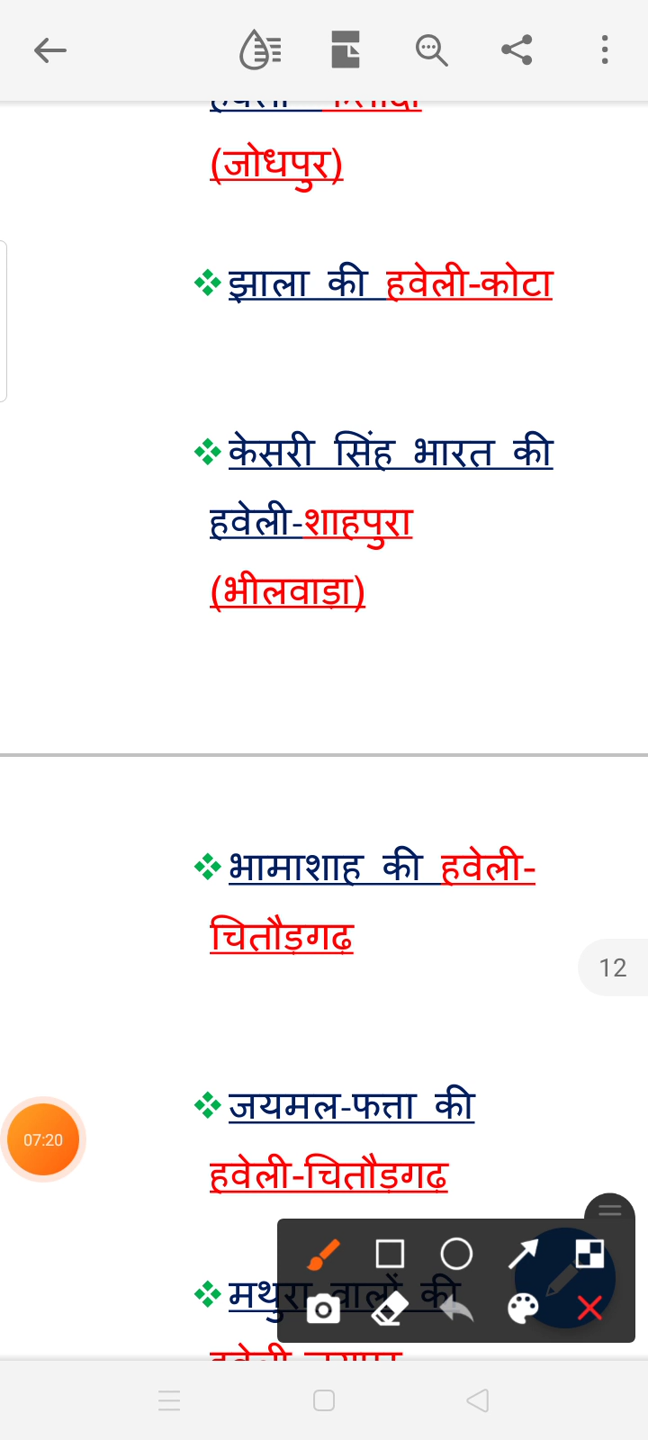 (जोधपुर)
❖ झाला की हवेली-कोटा
❖ केसरी सिंह भारत की
हवेली-शाहपुरा
(भीलवाडा)
❖ भामाशाह की हवेली-
चितौड़गढ़
12
❖ जयमल-फत्ता की
07:20
हवेली-चितौड़गढ़
❖ मथुरा वालों की